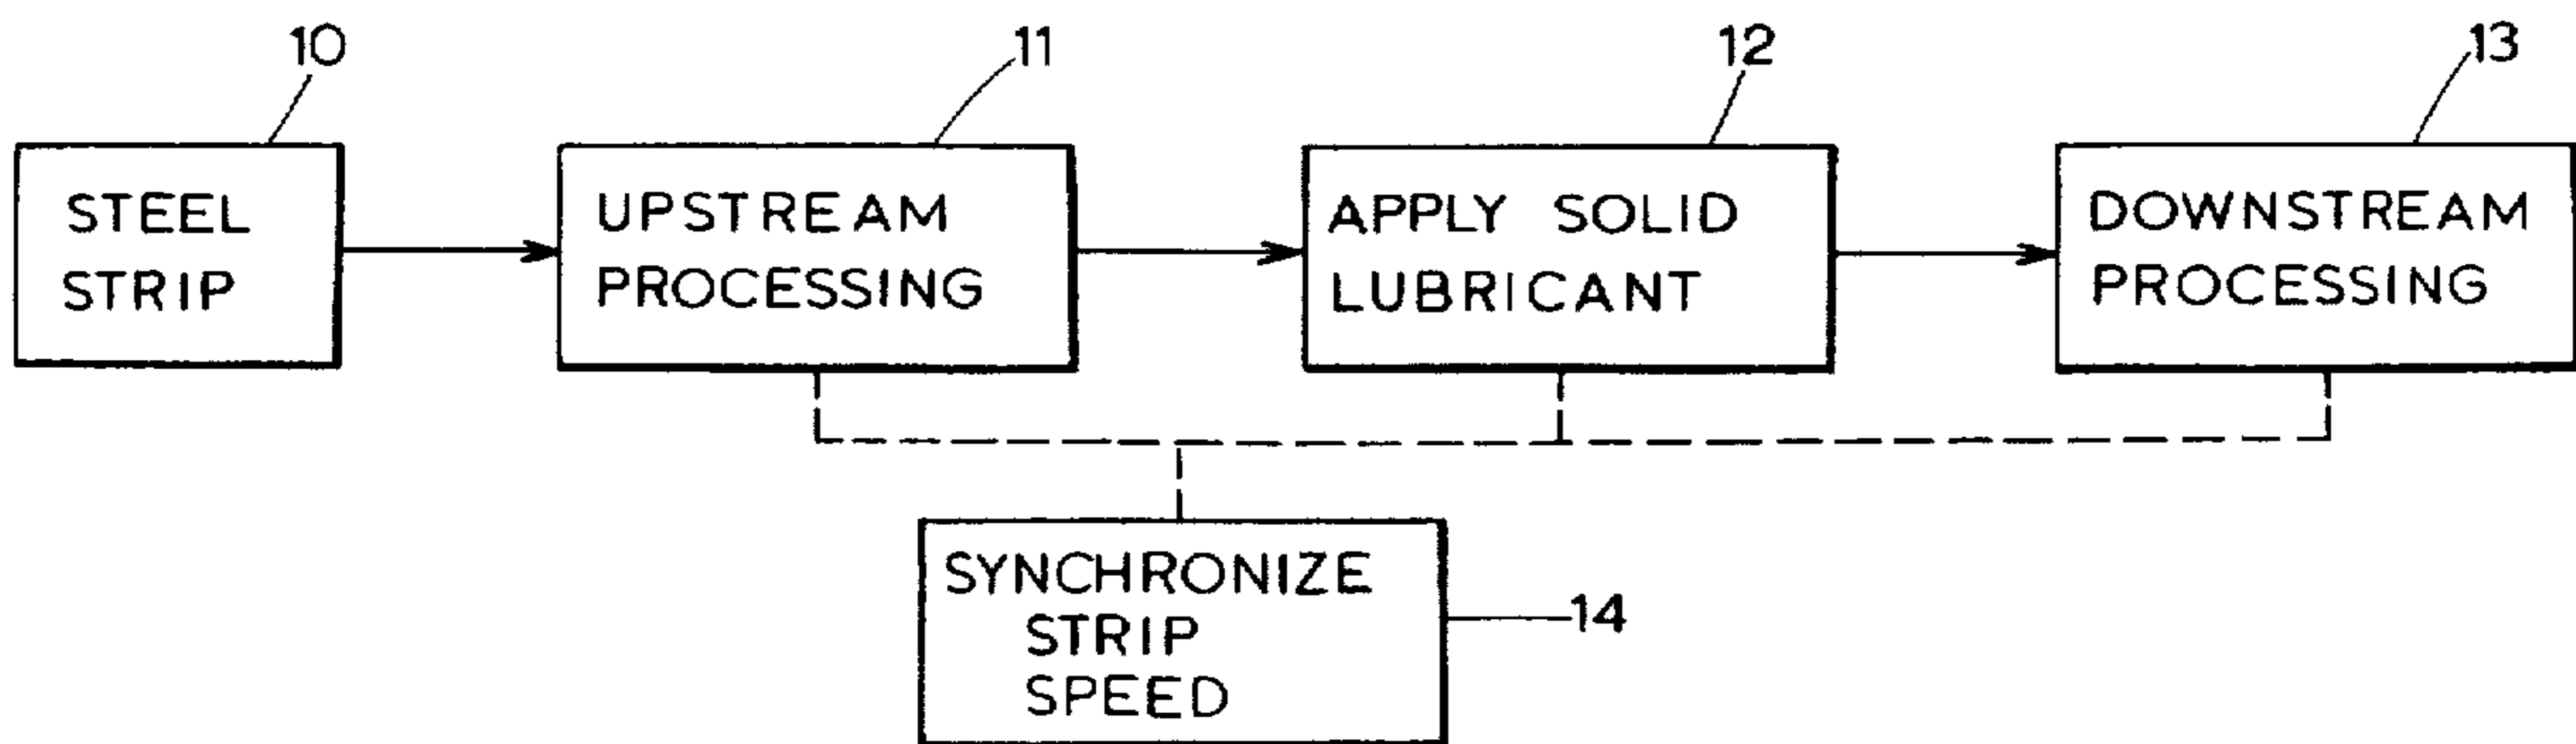 10
11
12
13
STEEL
STRIP
UPSTREAM
PROCESSING
APPLY SOLID
LUBRICANT
DOWNSTREAM
PROCESSING
SYNCHRONIZE
STRIP
SPEED
14